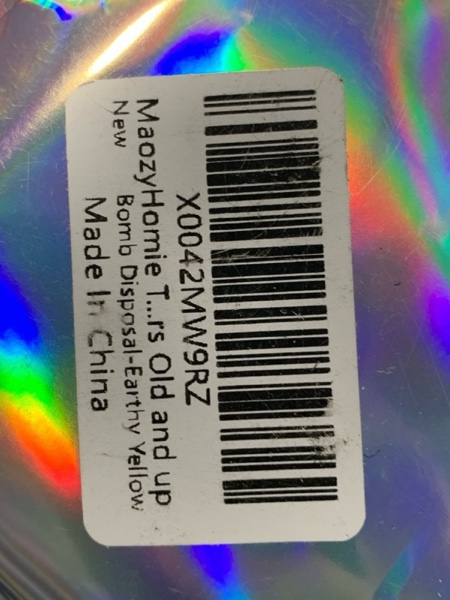 X0042MW9RZ
MaozyHomie T...rs Old and up
New Bomb Disposal-Earthy Yellow
Made In China